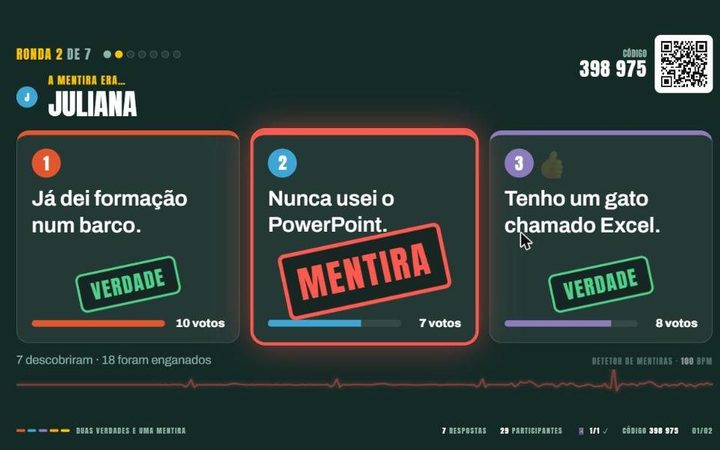 RONDA 2 DE 7
CÓDIGO
398 975
A MENTIRA ERA...
J
JULIANA
1
Já dei formação
num barco.
VERDADE
10 votos
2
Nunca usei o
PowerPoint.
MENTIRA
7 votos
3
Tenho um gato
chamado Excel.
VERDADE
8 votos
7 descobriram · 18 foram enganados
DETETOR DE MENTIRAS · 100 BPM
DUAS VERDADES E UMA MENTIRA
7 RESPOSTAS
29 PARTICIPANTES
1/1 ✓
CÓDIGO 398 975
01/02